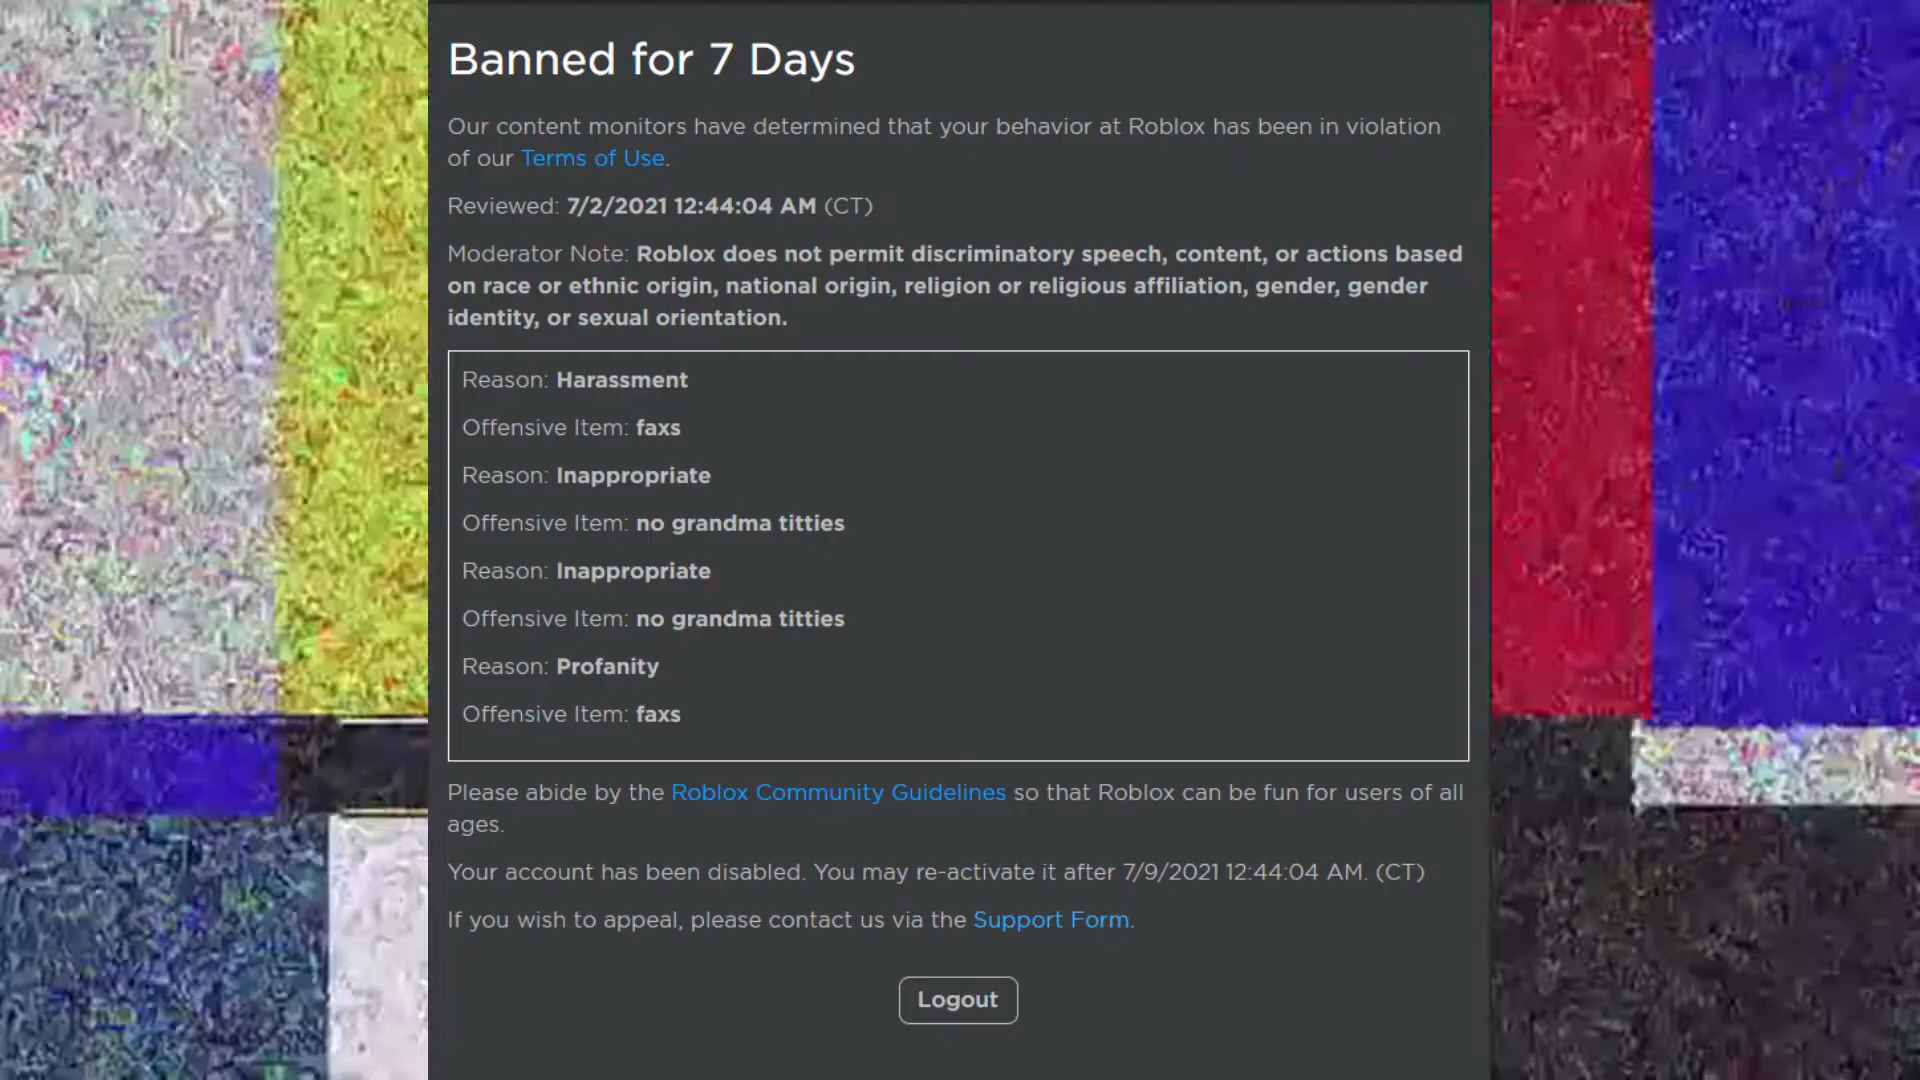 Banned for 7 Days
Our content monitors have determined that your behavior at Roblox has been in violation
of our Terms of Use.
Reviewed: 7/2/2021 12:44:04 AM (CT)
Moderator Note: Roblox does not permit discriminatory speech, content, or actions based
on race or ethnic origin, national origin, religion or religious affiliation, gender, gender
identity, or sexual orientation.
Reason: Harassment
Offensive Item: faxs
Reason: Inappropriate
Offensive Item: no grandma titties
Reason: Inappropriate
Offensive Item: no grandma titties
Reason: Profanity
Offensive Item: faxs
Please abide by the Roblox Community Guidelines so that Roblox can be fun for users of all
ages.
Your account has been disabled. You may re-activate it after 7/9/2021 12:44:04 AM. (CT)
If you wish to appeal, please contact us via the Support Form.
Logout